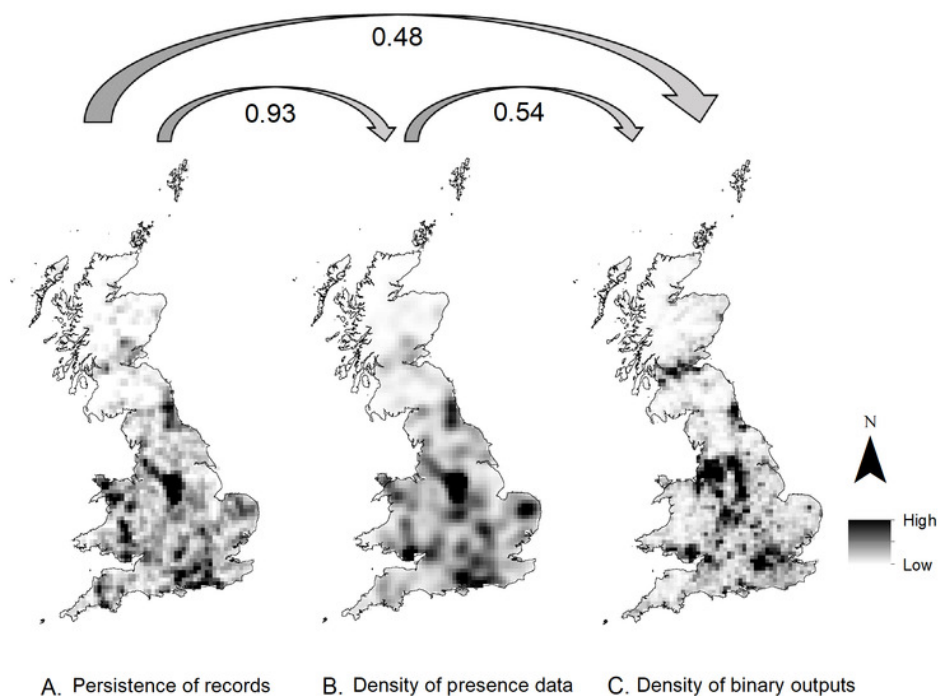 0.48
0.93
0.54
N
High
Low
A. Persistence of records
B. Density of presence data
C. Density of binary outputs